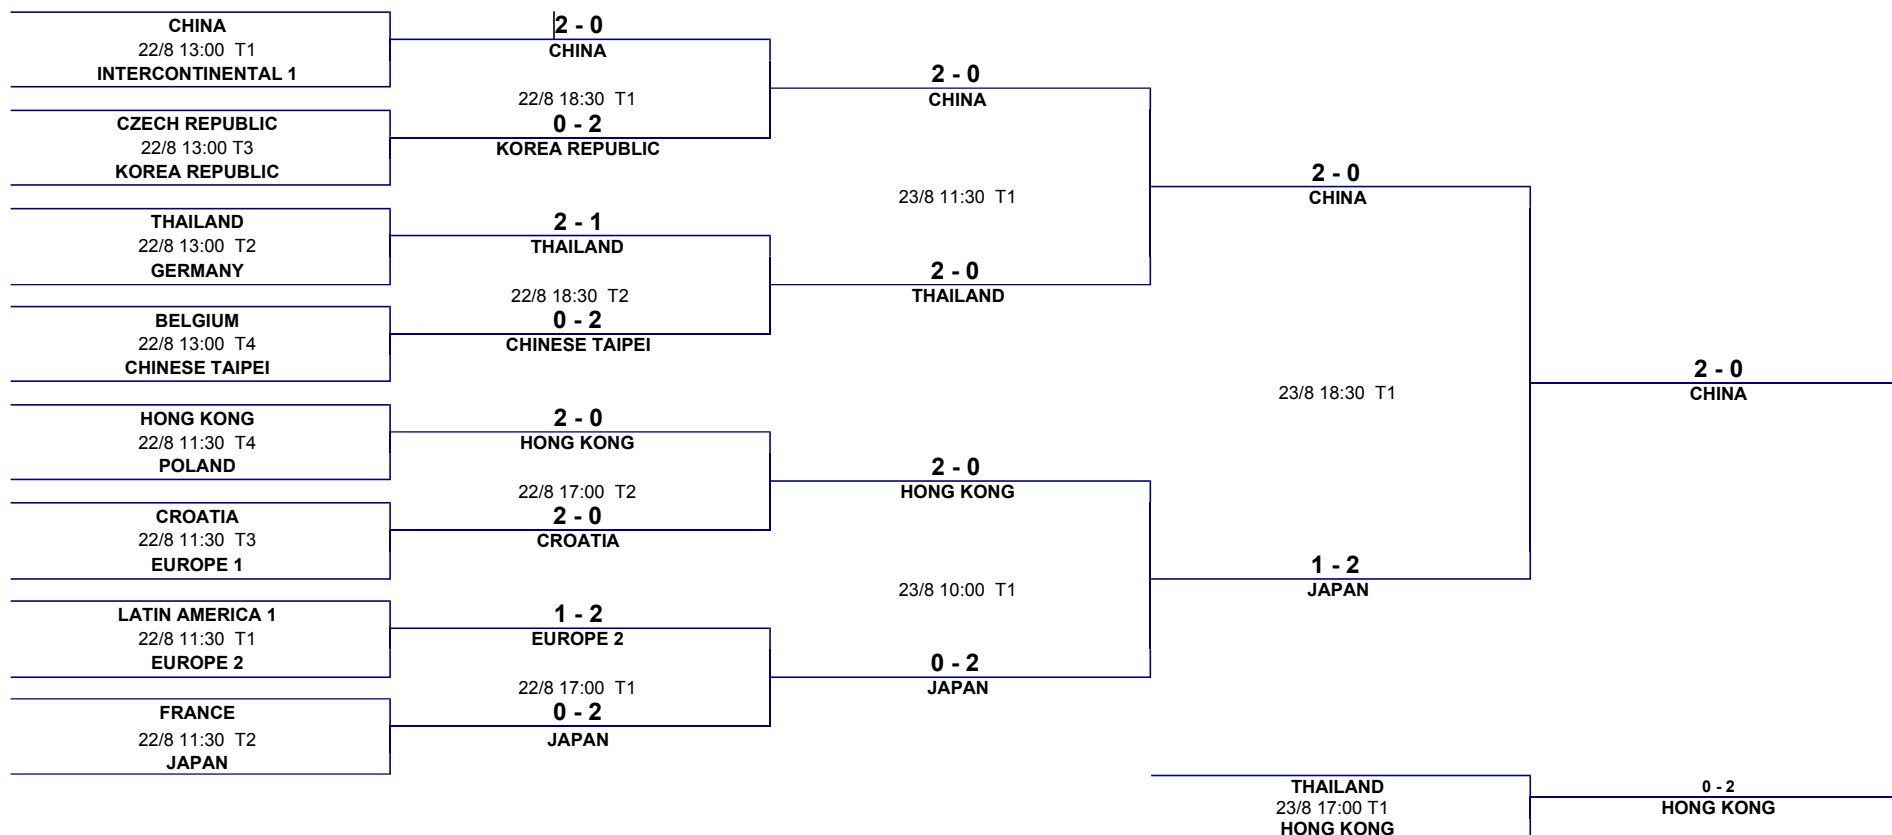 CHINA
22/8 13:00 T1
INTERCONTINENTAL 1
CZECH REPUBLIC
22/8 13:00 T3
KOREA REPUBLIC
THAILAND
22/8 13:00 T2
GERMANY
BELGIUM
22/8 13:00 T4
CHINESE TAIPEI
HONG KONG
22/8 11:30 T4
POLAND
CROATIA
22/8 11:30 T3
EUROPE 1
LATIN AMERICA 1
22/8 11:30 T1
EUROPE 2
FRANCE
22/8 11:30 T2
JAPAN
2 - 0
CHINA
22/8 18:30 T1
0 - 2
KOREA REPUBLIC
2 - 1
THAILAND
22/8 18:30 T2
0 - 2
CHINESE TAIPEI
2 - 0
HONG KONG
22/8 17:00 T2
2 - 0
CROATIA
1 - 2
EUROPE 2
22/8 17:00 T1
0 - 2
JAPAN
2 - 0
CHINA
23/8 11:30 T1
2 - 0
THAILAND
2 - 0
HONG KONG
23/8 10:00 T1
0 - 2
JAPAN
2 - 0
CHINA
23/8 18:30 T1
1 - 2
JAPAN
2 - 0
CHINA
THAILAND
23/8 17:00 T1
HONG KONG
0 - 2
HONG KONG